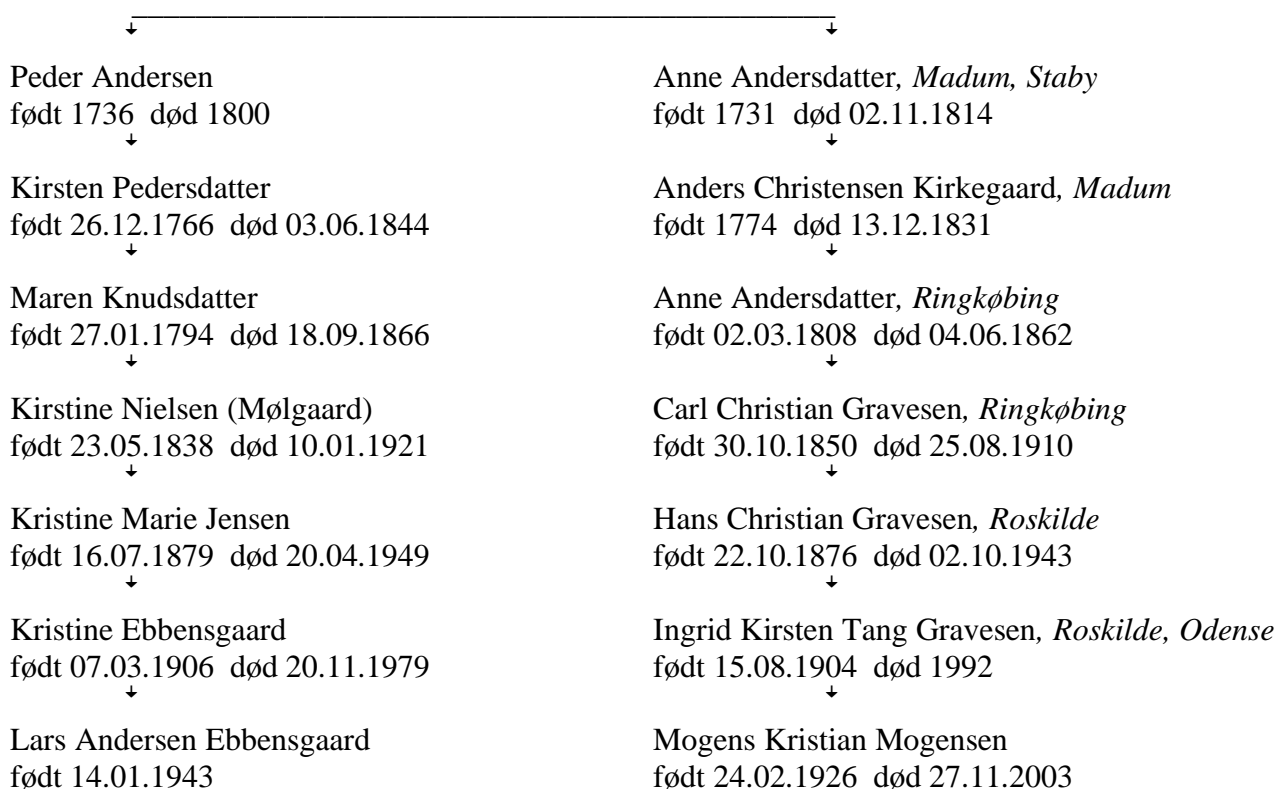 Peder Andersen
født 1736 død 1800
Kirsten Pedersdatter
født 26.12.1766 død 03.06.1844
Maren Knudsdatter
født 27.01.1794 død 18.09.1866
Kirstine Nielsen (Mølgaard)
født 23.05.1838 død 10.01.1921
Kristine Marie Jensen
født 16.07.1879 død 20.04.1949
Kristine Ebbensgaard
født 07.03.1906 død 20.11.1979
Lars Andersen Ebbensgaard
født 14.01.1943
Anne Andersdatter, Madum, Staby
født 1731 død 02.11.1814
Anders Christensen Kirkegaard, Madum
født 1774 død 13.12.1831
Anne Andersdatter, Ringkøbing
født 02.03.1808 død 04.06.1862
Carl Christian Gravesen, Ringkøbing
født 30.10.1850 død 25.08.1910
Hans Christian Gravesen, Roskilde
født 22.10.1876 død 02.10.1943
Ingrid Kirsten Tang Gravesen, Roskilde, Odense
født 15.08.1904 død 1992
Mogens Kristian Mogensen
født 24.02.1926 død 27.11.2003